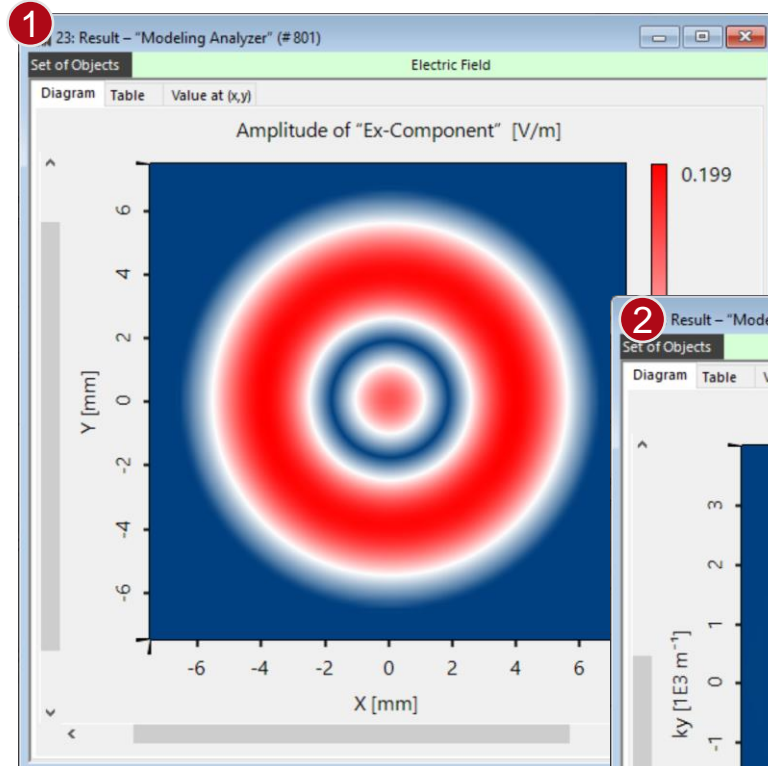 1
23: Result – “Modeling Analyzer” (#801)
Set of Objects
Electric Field
Diagram Table Value at (x,y)
Amplitude of “Ex-Component” [V/m]
0.199
6
4
2
0
-2
-4
-6
Y [mm]
-6 -4 -2 0 2 4 6
X [mm]
2
Result – “Mode
Set of Objects
Diagram Table V
3
2
1
0
-1
ky [1E3 m⁻¹]